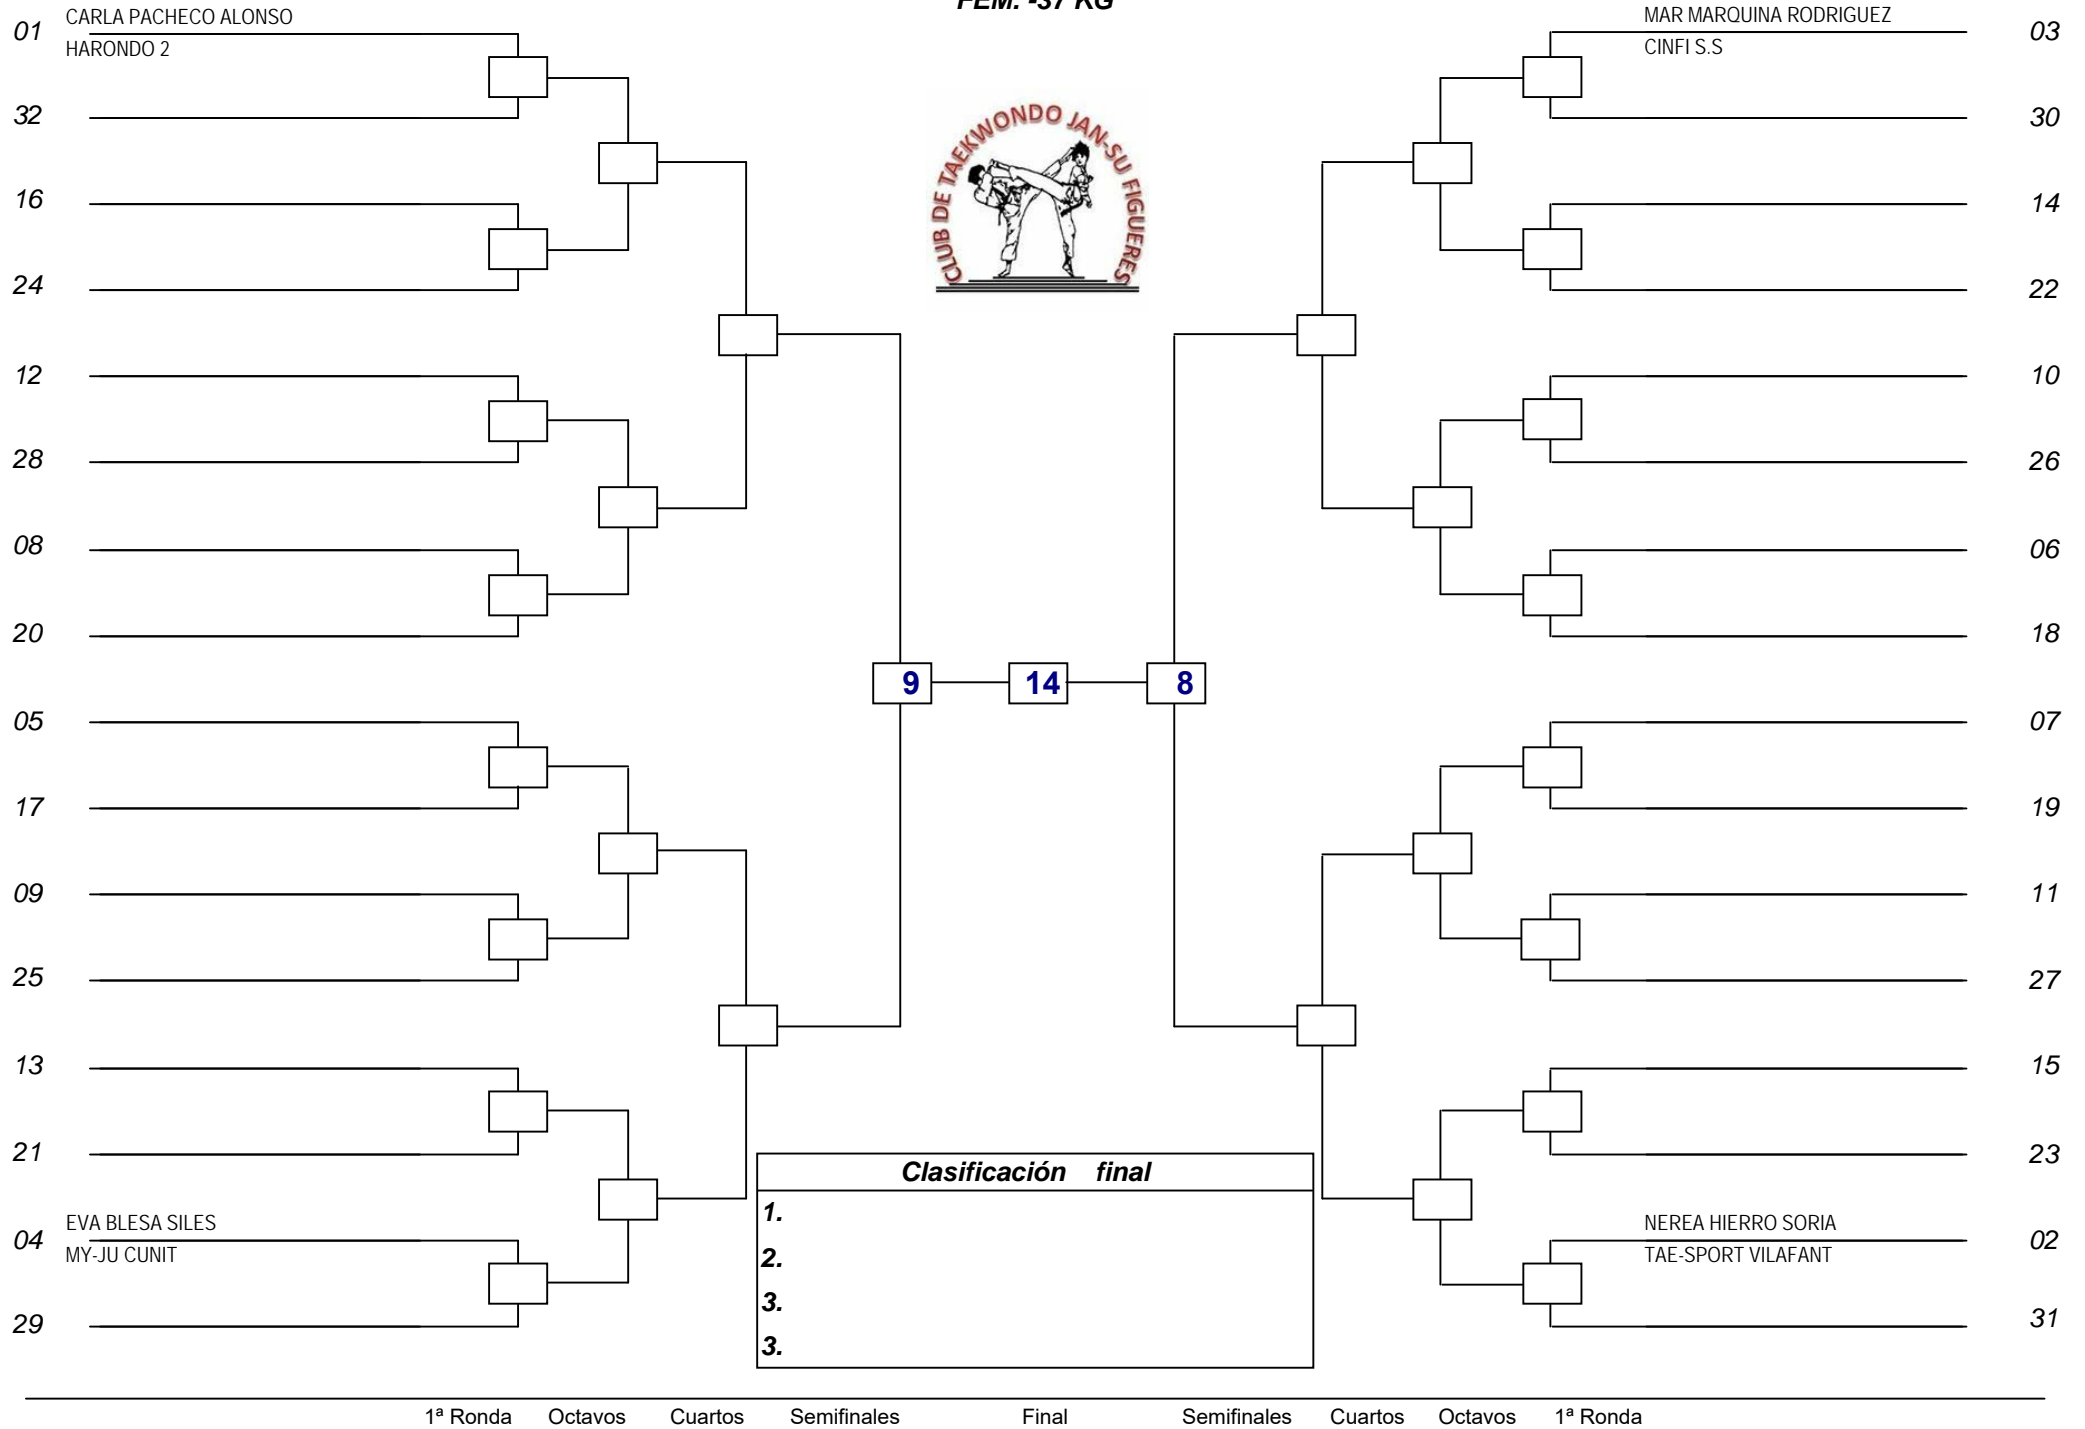 FEM. -37 KG
01 CARLA PACHECO ALONSO
HARONDO 2
32
16
24
12
28
08
20
05
17
09
25
13
21
04 EVA BLESA SILES
MY-JU CUNIT
29
CLUB DE TAEKWONDO JAN-SU FIGUERES
9 14 8
MAR MARQUINA RODRIGUEZ 03
CINFI S.S
30
14
22
10
26
06
18
07
19
11
27
15
23
NEREA HIERRO SORIA 02
TAE-SPORT VILAFANT
31
Clasificación final
1.
2.
3.
3.
1ª Ronda Octavos Cuartos Semifinales Final Semifinales Cuartos Octavos 1ª Ronda